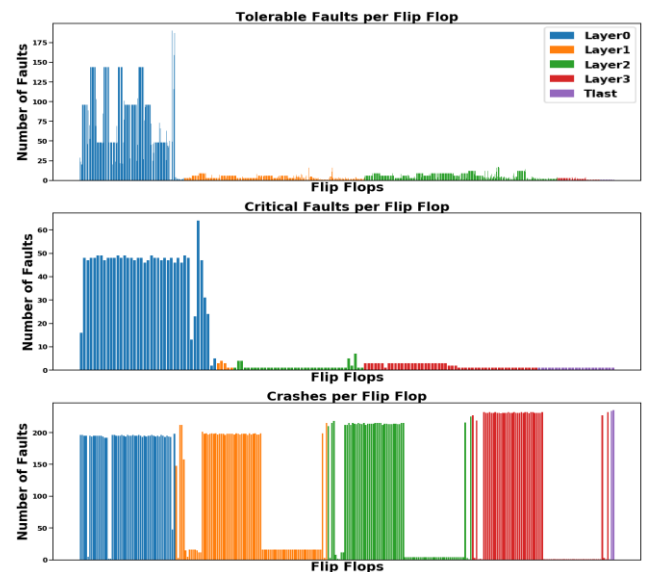 Tolerable Faults per Flip Flop
Number of Faults
175
150
125
100
75
50
25
0
Layer0
Layer1
Layer2
Layer3
Tlast
Flip Flops
Critical Faults per Flip Flop
Number of Faults
60
50
40
30
20
10
0
Flip Flops
Crashes per Flip Flop
Number of Faults
200
150
100
50
0
Flip Flops